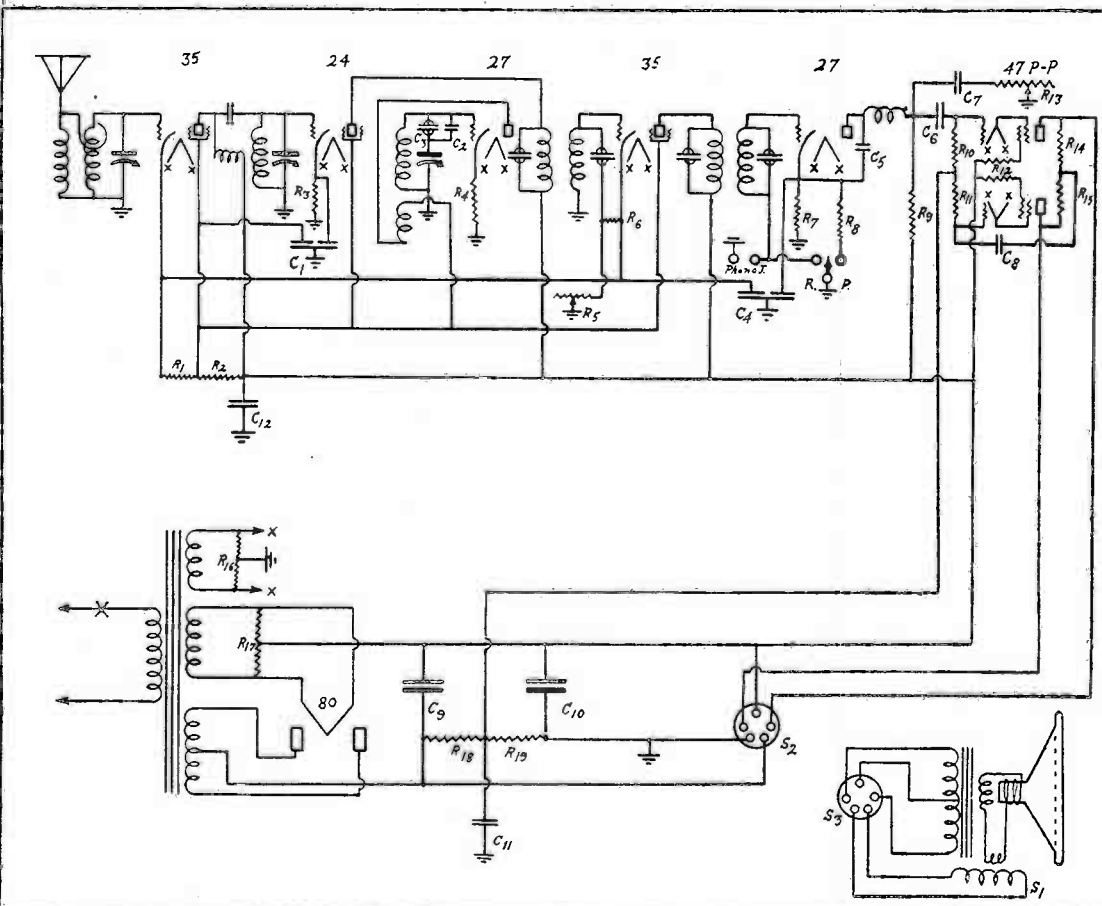 35 24 27 35 27 47 P-P
C7 R13
C6
C3 C2 C5
R10 R12 R14
R3 R4 R6 R7 R8 R9 R11 R15
x x x x x x x x x x x x x x
C1 C8
Phono J. R. P.
R5 C4
R1 R2
C12
x
R16
x
R17
80
C9 C10
R18 R19
S2
C11
S3
S1